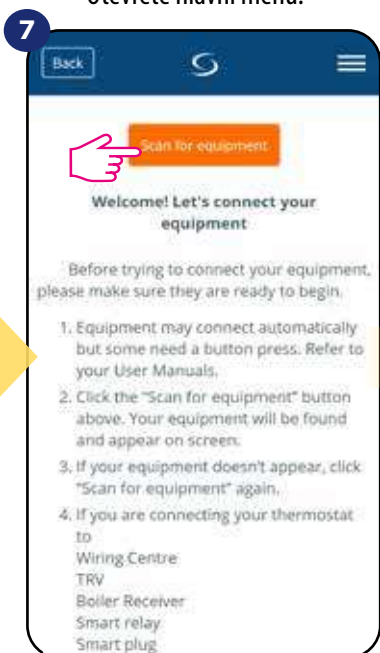 7
Back
Scan for equipment
Welcome! Let's connect your
equipment
Before trying to connect your equipment,
please make sure they are ready to begin.
1. Equipment may connect automatically
but some need a button press. Refer to
your User Manuals.
2. Click the "Scan for equipment" button
above. Your equipment will be found
and appear on screen.
3. If your equipment doesn't appear, click
"Scan for equipment" again.
4. If you are connecting your thermostat
to
Wiring Centre
TRV
Boiler Receiver
Smart relay
Smart plug